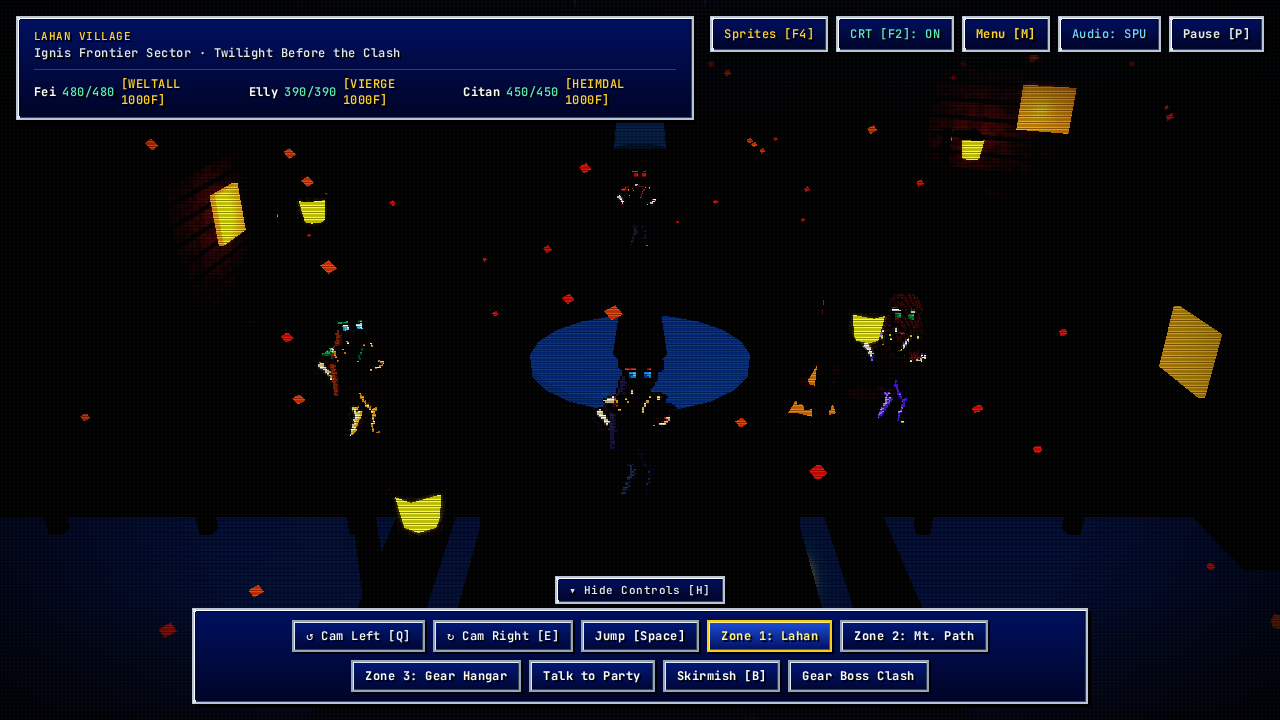 LAHAN VILLAGE
Ignis Frontier Sector · Twilight Before the Clash
Fei 480/480 [WELTALL 1000F] Elly 390/390 [VIERGE 1000F] Citan 450/450 [HEIMDAL 1000F]
Sprites [F4] CRT [F2]: ON Menu [M] Audio: SPU Pause [P]
▾ Hide Controls [H]
↺ Cam Left [Q] ↻ Cam Right [E] Jump [Space] Zone 1: Lahan Zone 2: Mt. Path
Zone 3: Gear Hangar Talk to Party Skirmish [B] Gear Boss Clash